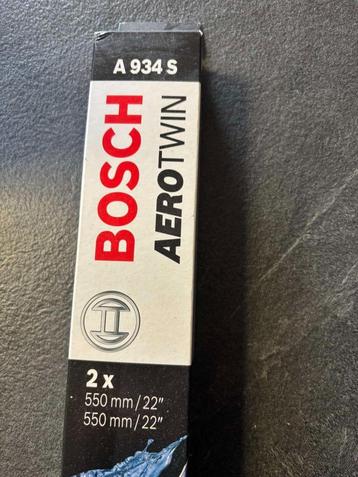 A 934 S
BOSCH
AEROTWIN
2 x
550 mm/22"
550 mm/22"